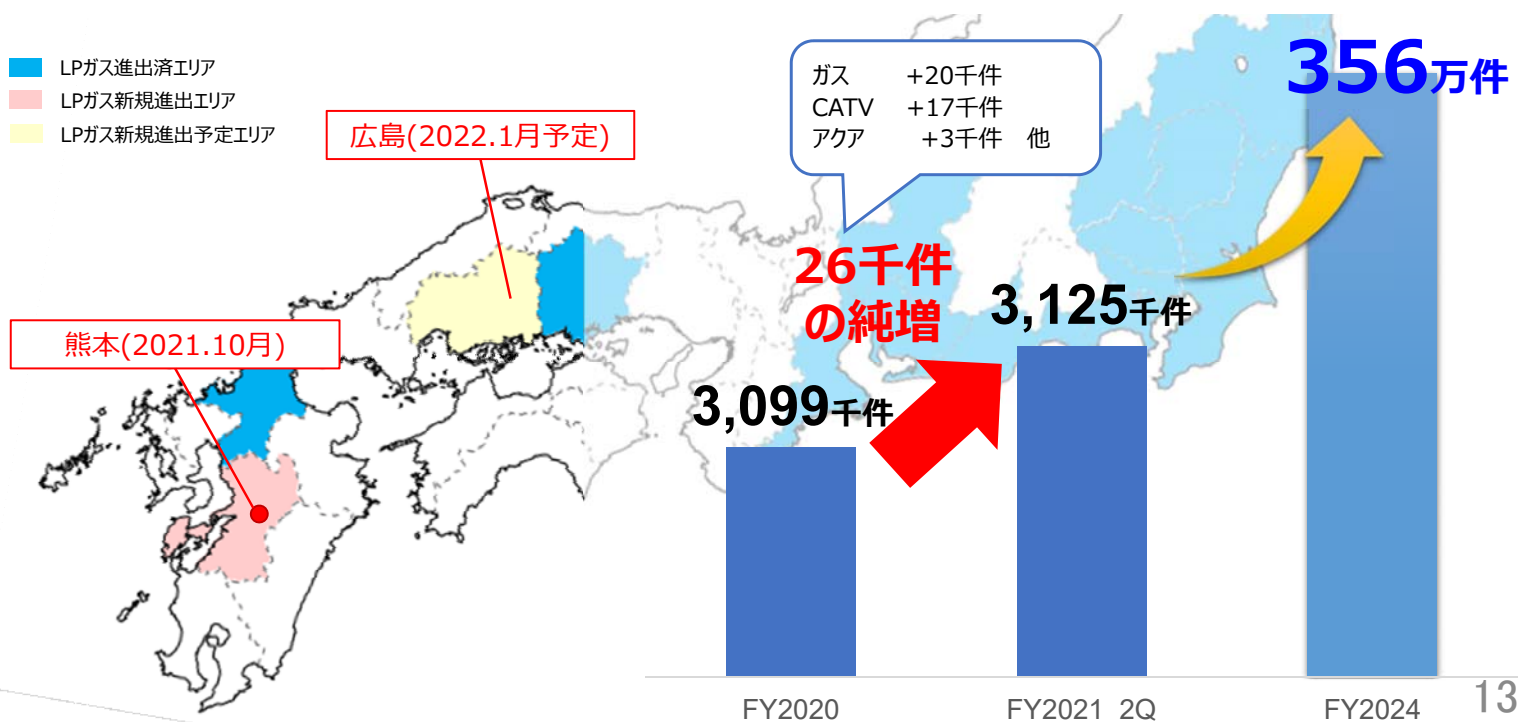 LPガス進出済エリア
LPガス新規進出エリア
LPガス新規進出予定エリア
広島(2022.1月予定)
熊本(2021.10月)
ガス +20千件
CATV +17千件
アクア +3千件 他
356万件
26千件
の純増
3,125千件
3,099千件
FY2020
FY2021 2Q
FY2024
13